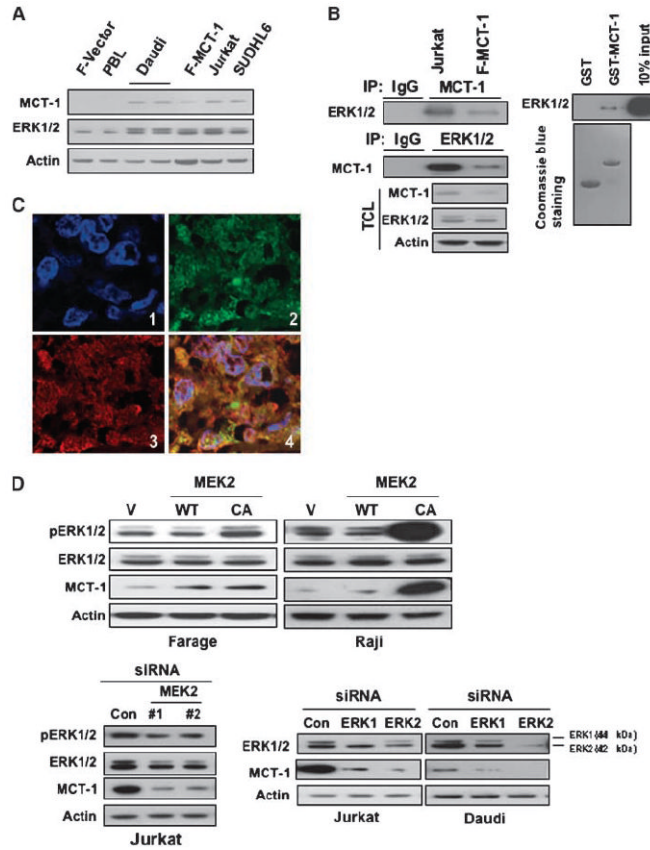 A
F-Vector PBL Daudi F-MCT-1 Jurkat SUDHL6
MCT-1
ERK1/2
Actin
B
Jurkat F-MCT-1
IP: IgG MCT-1
ERK1/2
IP: IgG ERK1/2
MCT-1
TCL
MCT-1
ERK1/2
Actin
GST GST-MCT-1 10% input
ERK1/2
Coomassie blue
staining
C
1 2
3 4
D
MEK2 MEK2
V WT CA V WT CA
pERK1/2
ERK1/2
MCT-1
Actin
Farage Raji
siRNA
MEK2
Con #1 #2
pERK1/2
ERK1/2
MCT-1
Actin
Jurkat
siRNA siRNA
Con ERK1 ERK2 Con ERK1 ERK2
ERK1/2
ERK1(44 kDa)
ERK2(42 kDa)
MCT-1
Actin
Jurkat Daudi